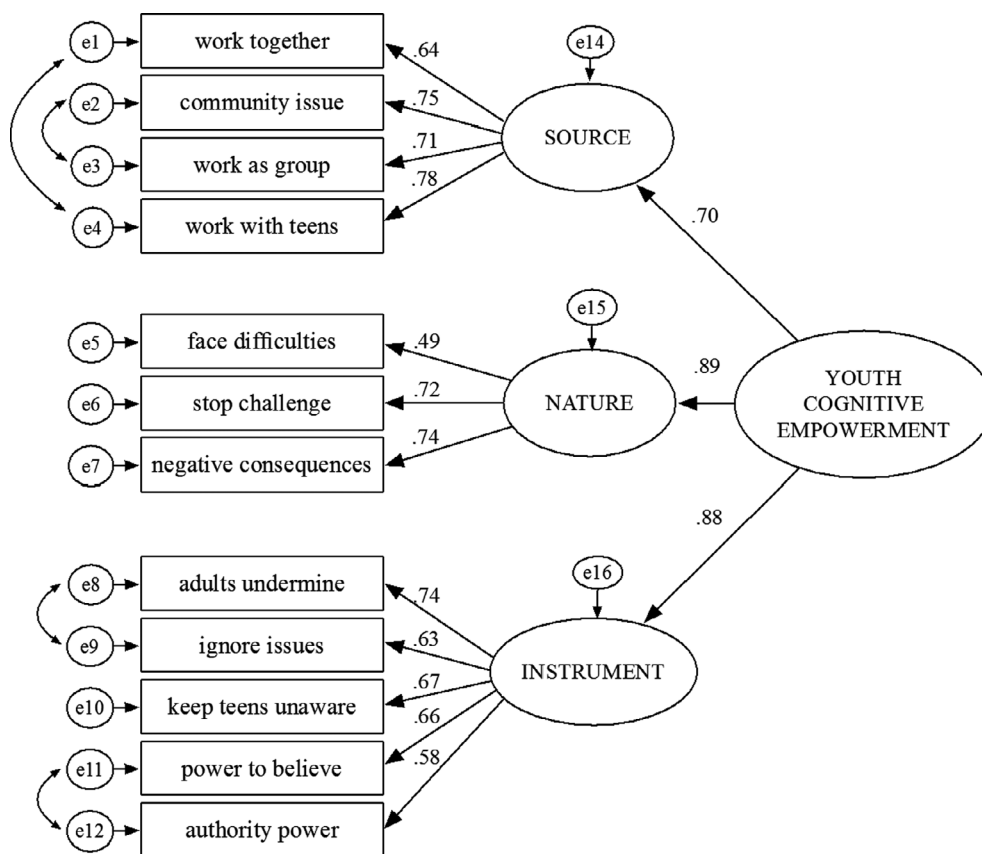 e1
work together
.64
e14
e2
community issue
.75
SOURCE
e3
work as group
.71
e4
work with teens
.78
.70
e15
e5
face difficulties
.49
e6
stop challenge
.72
NATURE
.89
YOUTH
COGNITIVE
EMPOWERMENT
e7
negative consequences
.74
.88
e16
e8
adults undermine
.74
e9
ignore issues
.63
INSTRUMENT
e10
keep teens unaware
.67
e11
power to believe
.66
e12
authority power
.58